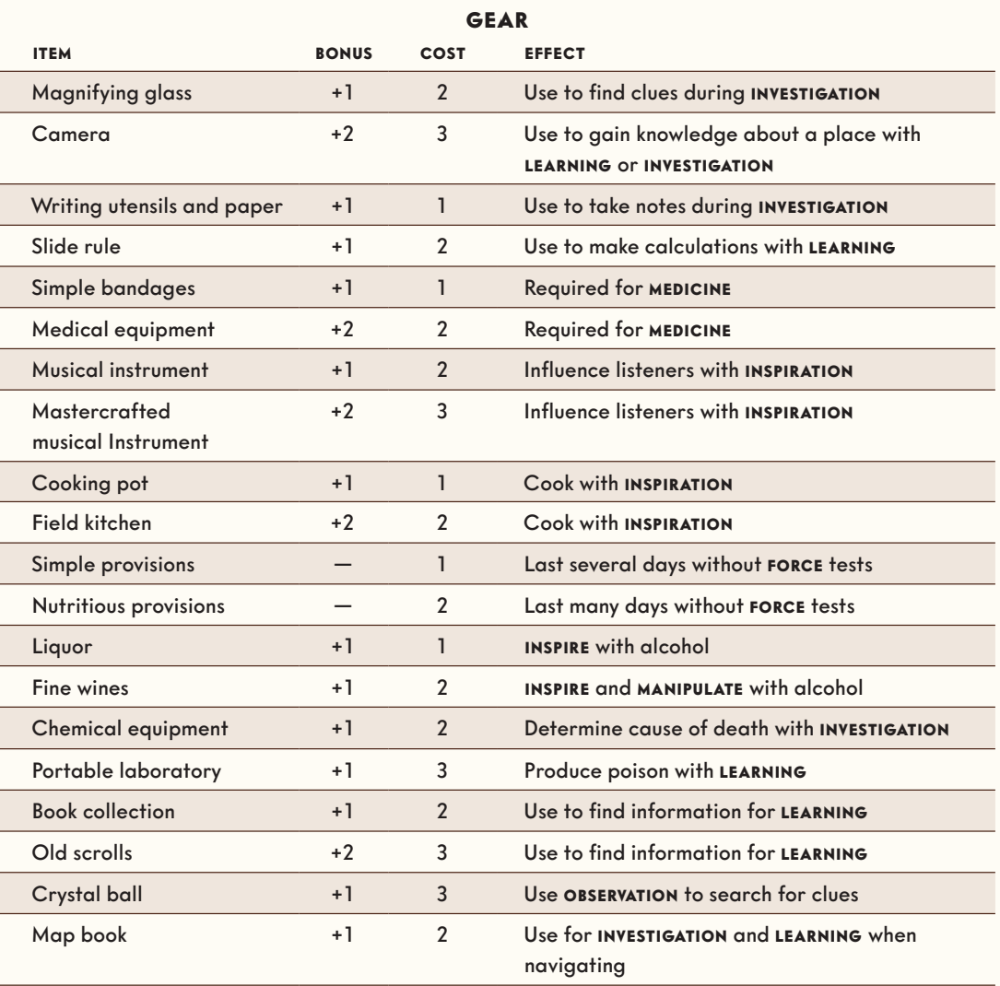 GEAR
ITEM BONUS COST EFFECT
Magnifying glass +1 2 Use to find clues during INVESTIGATION
Camera +2 3 Use to gain knowledge about a place with
LEARNING or INVESTIGATION
Writing utensils and paper +1 1 Use to take notes during INVESTIGATION
Slide rule +1 2 Use to make calculations with LEARNING
Simple bandages +1 1 Required for MEDICINE
Medical equipment +2 2 Required for MEDICINE
Musical instrument +1 2 Influence listeners with INSPIRATION
Mastercrafted +2 3 Influence listeners with INSPIRATION
musical Instrument
Cooking pot +1 1 Cook with INSPIRATION
Field kitchen +2 2 Cook with INSPIRATION
Simple provisions — 1 Last several days without FORCE tests
Nutritious provisions — 2 Last many days without FORCE tests
Liquor +1 1 INSPIRE with alcohol
Fine wines +1 2 INSPIRE and MANIPULATE with alcohol
Chemical equipment +1 2 Determine cause of death with INVESTIGATION
Portable laboratory +1 3 Produce poison with LEARNING
Book collection +1 2 Use to find information for LEARNING
Old scrolls +2 3 Use to find information for LEARNING
Crystal ball +1 3 Use OBSERVATION to search for clues
Map book +1 2 Use for INVESTIGATION and LEARNING when
navigating